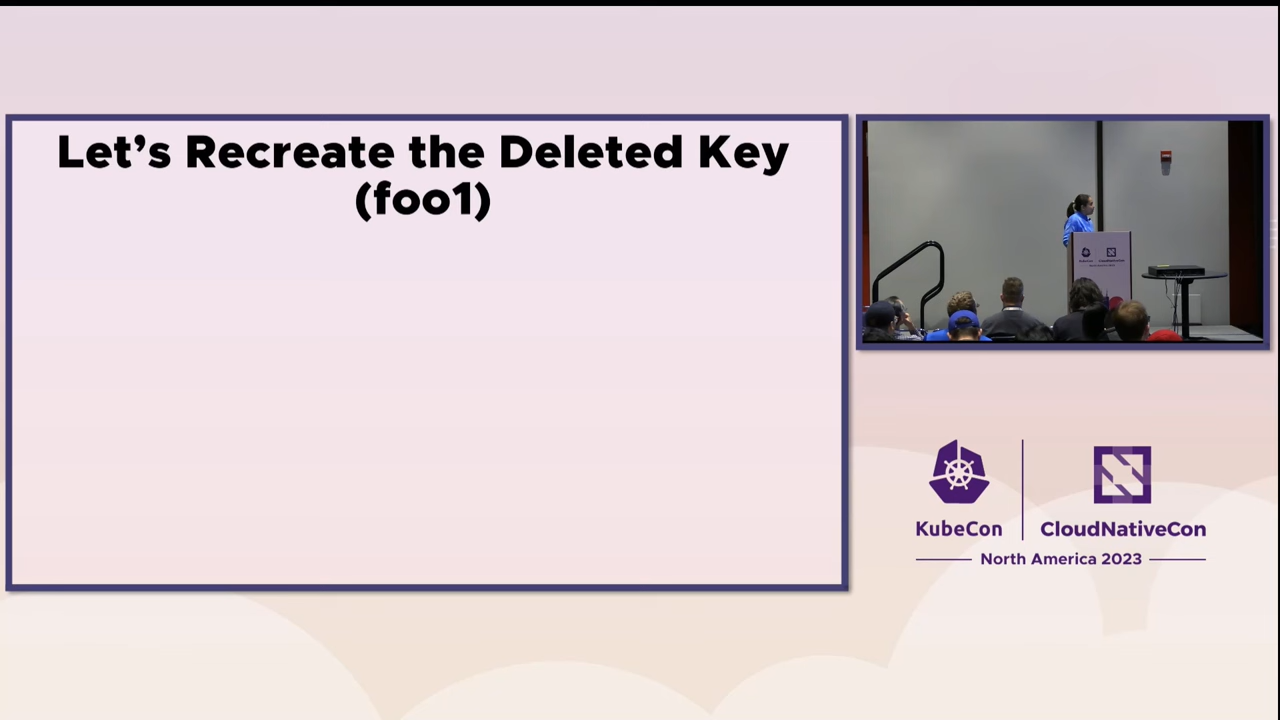 Let’s Recreate the Deleted Key
(foo1)
KubeCon
CloudNativeCon
North America 2023